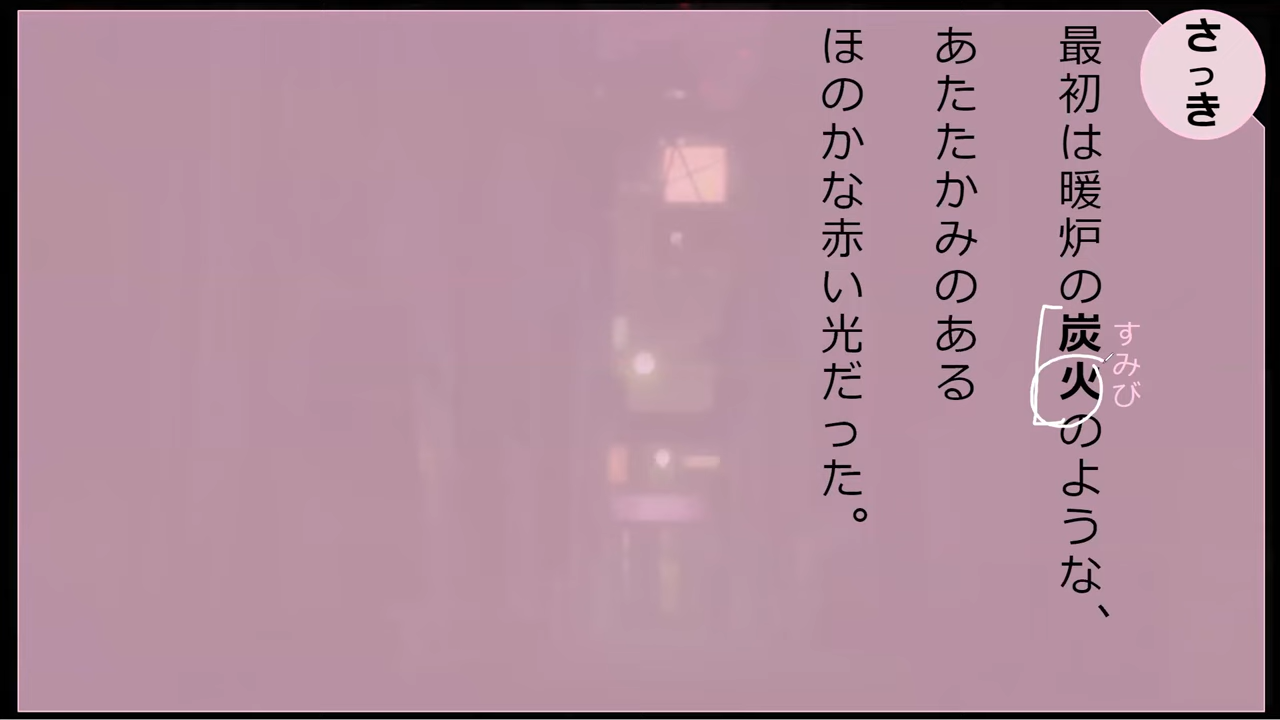 さっき
最初は暖炉の炭火のような、
すみび
あたたかみのある
ほのかな赤い光だった。